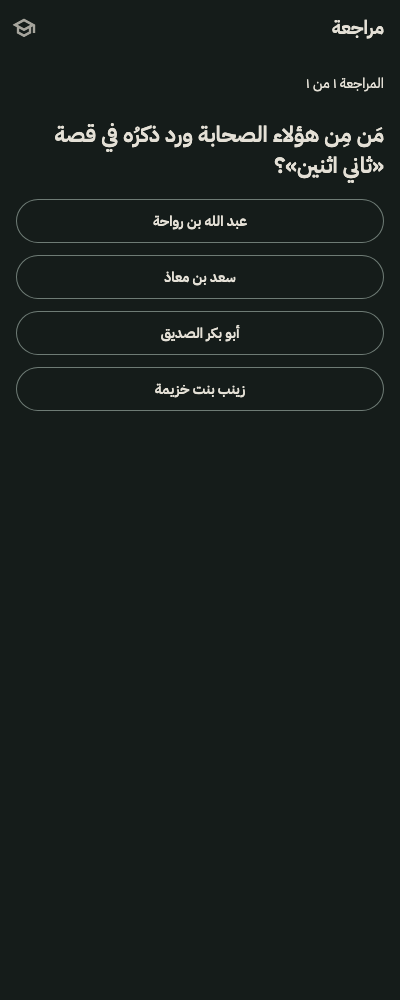 مراجعة
المراجعة ١ من ١
مَن مِن هؤلاء الصحابة ورد ذكرُه في قصة
«ثاني اثنين»؟
عبد الله بن رواحة
سعد بن معاذ
أبو بكر الصديق
زينب بنت خزيمة